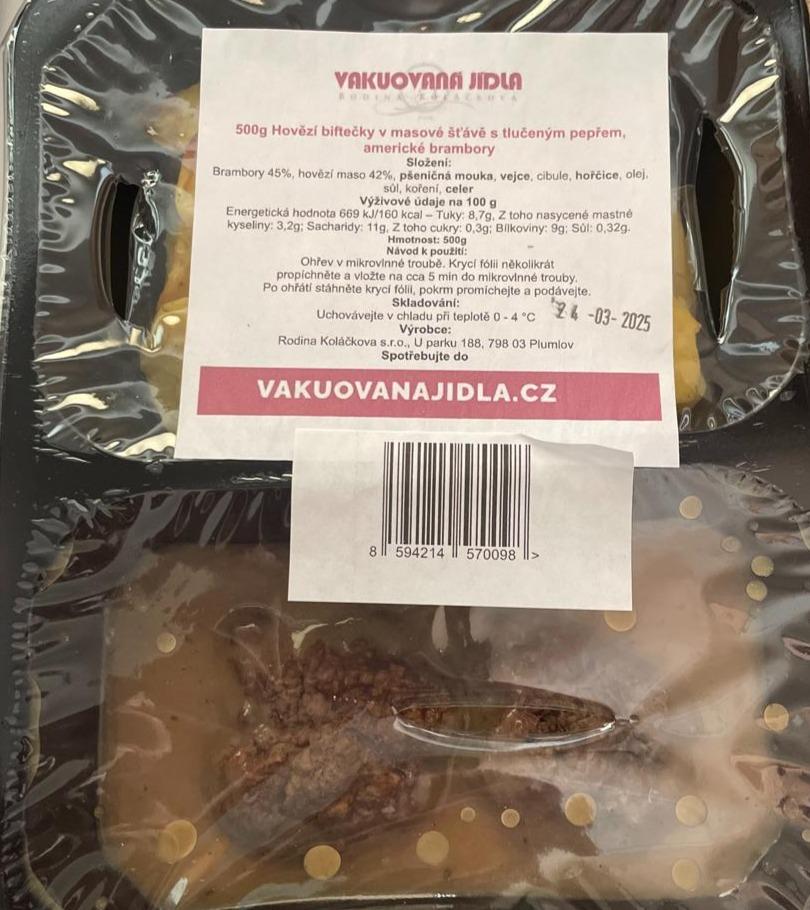 VAKUOVANÁ JÍDLA
RODINA KOLÁČKOVA
500g Hovězí biftečky v masové šťávě s tlučeným pepřem,
americké brambory
Složení:
Brambory 45%, hovězí maso 42%, pšeničná mouka, vejce, cibule, hořčice, olej,
sůl, koření, celer
Výživové údaje na 100 g
Energetická hodnota 669 kJ/160 kcal – Tuky: 8,7g, Z toho nasycené mastné
kyseliny: 3,2g; Sacharidy: 11g, Z toho cukry: 0,3g; Bílkoviny: 9g; Sůl: 0,32g.
Hmotnost: 500g
Návod k použití:
Ohřev v mikrovlnné troubě. Krycí fólii několikrát
propíchněte a vložte na cca 5 min do mikrovlnné trouby.
Po ohřátí stáhněte krycí fólii, pokrm promíchejte a podávejte.
Skladování:
Uchovávejte v chladu při teplotě 0 - 4 °C
24 -03- 2025
Výrobce:
Rodina Koláčkova s.r.o., U parku 188, 798 03 Plumlov
Spotřebujte do
VAKUOVANAJIDLA.CZ
8 594214 570098 >